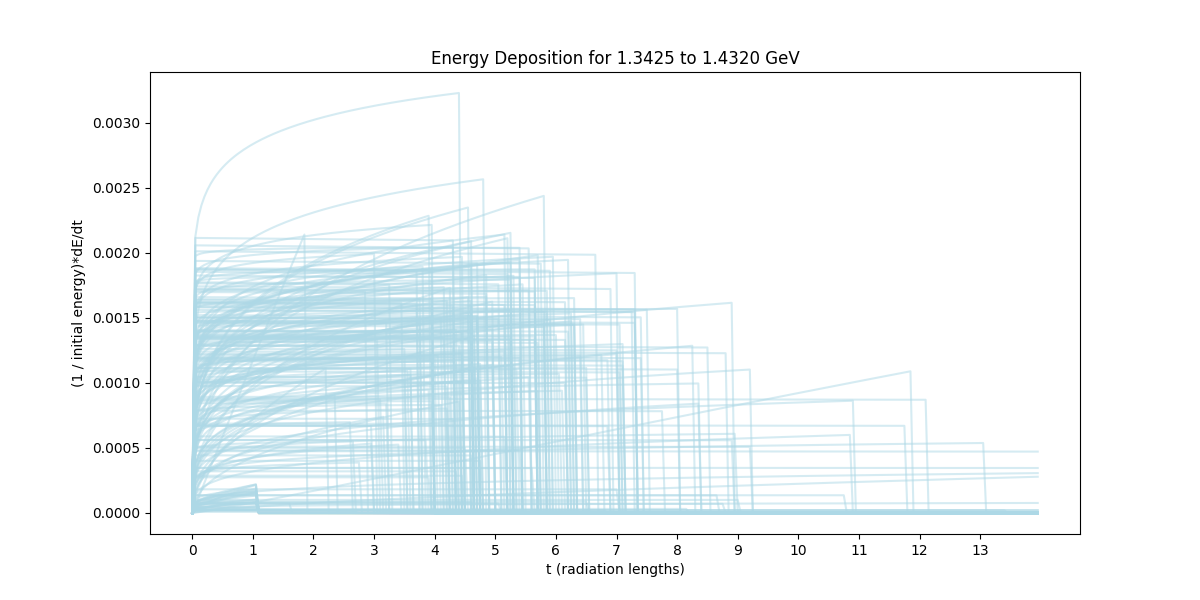 Energy Deposition for 1.3425 to 1.4320 GeV
(1 / initial energy)*dE/dt
0.0030
0.0025
0.0020
0.0015
0.0010
0.0005
0.0000
0 1 2 3 4 5 6 7 8 9 10 11 12 13
t (radiation lengths)